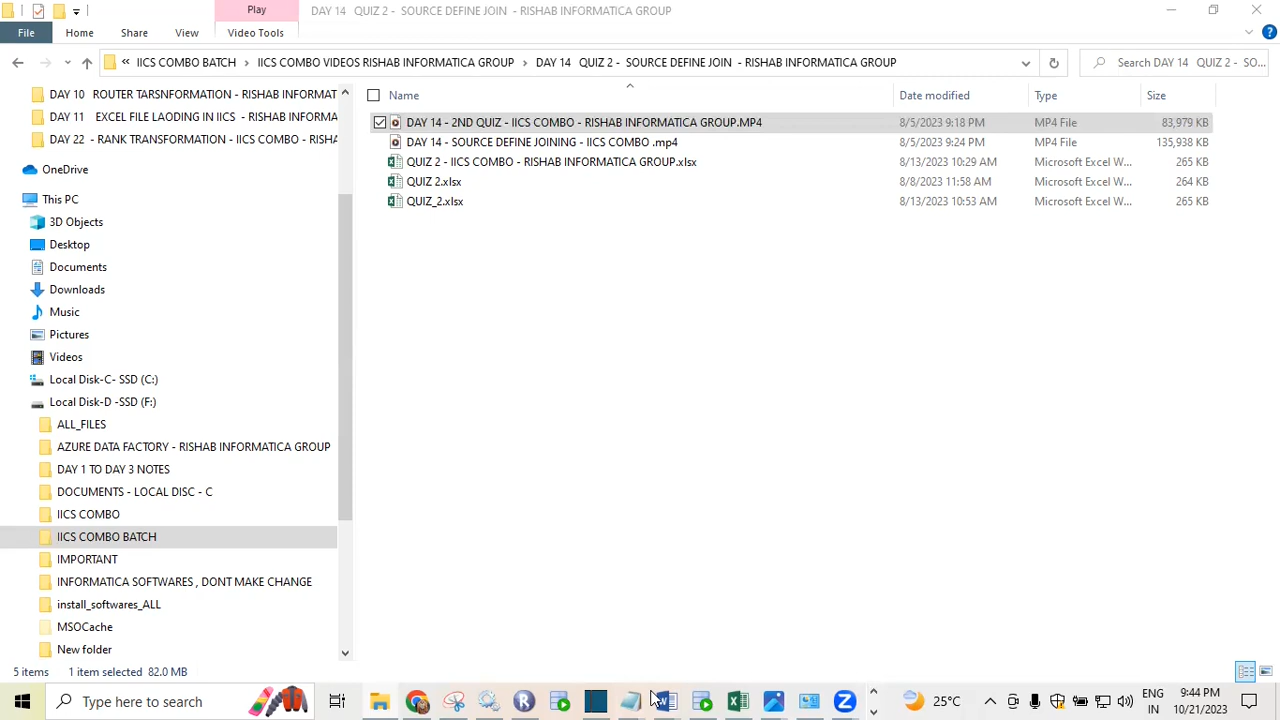 Play
DAY 14 QUIZ 2 - SOURCE DEFINE JOIN - RISHAB INFORMATICA GROUP
File Home Share View Video Tools
« IICS COMBO BATCH › IICS COMBO VIDEOS RISHAB INFORMATICA GROUP › DAY 14 QUIZ 2 - SOURCE DEFINE JOIN - RISHAB INFORMATICA GROUP
Search DAY 14 QUIZ 2 - SO...
DAY 10 ROUTER TARSNFORMATION - RISHAB INFORMAT
DAY 11 EXCEL FILE LAODING IN IICS - RISHAB INFORMA
DAY 22 - RANK TRANSFORMATION - IICS COMBO - RISHA
OneDrive
This PC
3D Objects
Desktop
Documents
Downloads
Music
Pictures
Videos
Local Disk-C- SSD (C:)
Local Disk-D -SSD (F:)
ALL_FILES
AZURE DATA FACTORY - RISHAB INFORMATICA GROUP
DAY 1 TO DAY 3 NOTES
DOCUMENTS - LOCAL DISC - C
IICS COMBO
IICS COMBO BATCH
IMPORTANT
INFORMATICA SOFTWARES , DONT MAKE CHANGE
install_softwares_ALL
MSOCache
New folder
Name Date modified Type Size
DAY 14 - 2ND QUIZ - IICS COMBO - RISHAB INFORMATICA GROUP.MP4 8/5/2023 9:18 PM MP4 File 83,979 KB
DAY 14 - SOURCE DEFINE JOINING - IICS COMBO .mp4 8/5/2023 9:24 PM MP4 File 135,938 KB
QUIZ 2 - IICS COMBO - RISHAB INFORMATICA GROUP.xlsx 8/13/2023 10:29 AM Microsoft Excel W... 265 KB
QUIZ 2.xlsx 8/8/2023 11:58 AM Microsoft Excel W... 264 KB
QUIZ_2.xlsx 8/13/2023 10:53 AM Microsoft Excel W... 265 KB
5 items 1 item selected 82.0 MB
Type here to search
25°C
ENG
IN
9:44 PM
10/21/2023